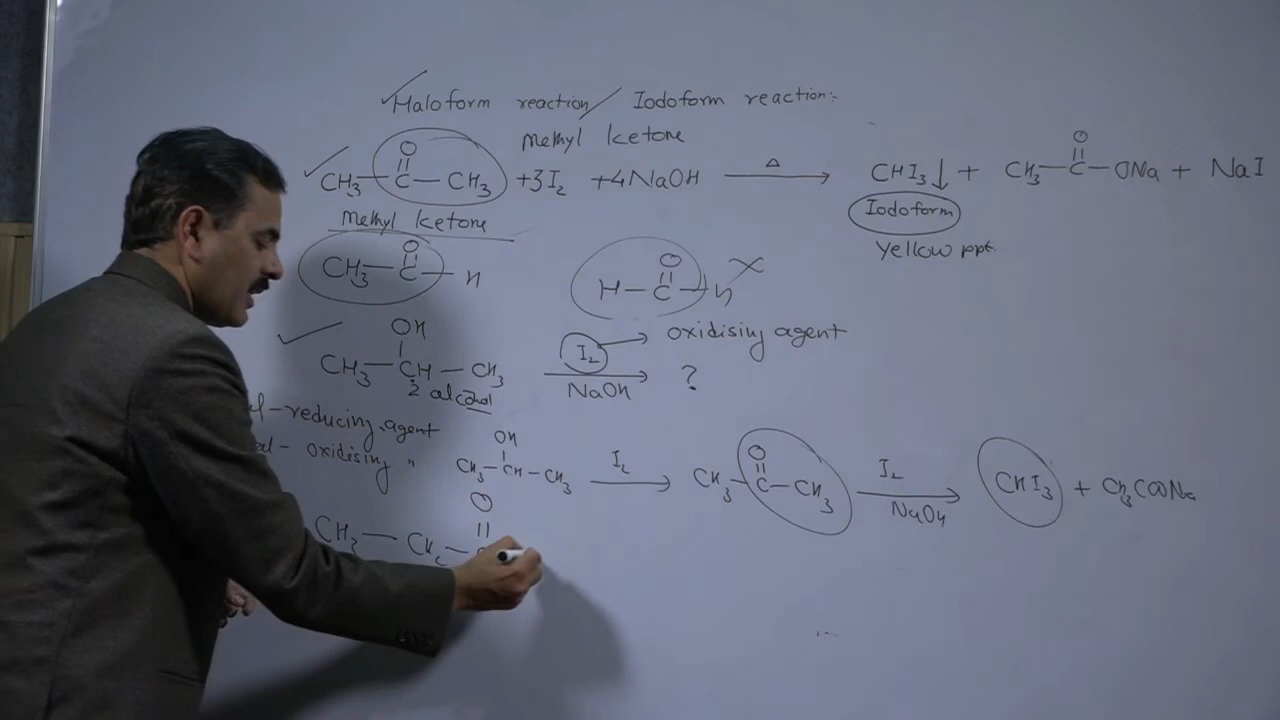 Haloform reaction / Iodoform reaction:-
Methyl Ketone
O
CH3 — C — CH3 + 3I2 + 4NaOH → Δ CHI3↓ + CH3 — C — ONa + NaI
O
Methyl Ketone
Iodoform
Yellow ppt.
O
CH3 — C — H
O
H — C — H ×
OH
CH3 — CH — CH3
I2 → oxidising agent
NaOH
?
2 alcohol
-reducing agent
- oxidising "
OH
CH3 — CH — CH3 I2 →
O
CH3 — C — CH3 I2 → NaOH CHI3 + CH3COONa
O
||
CH3 — CH2 —